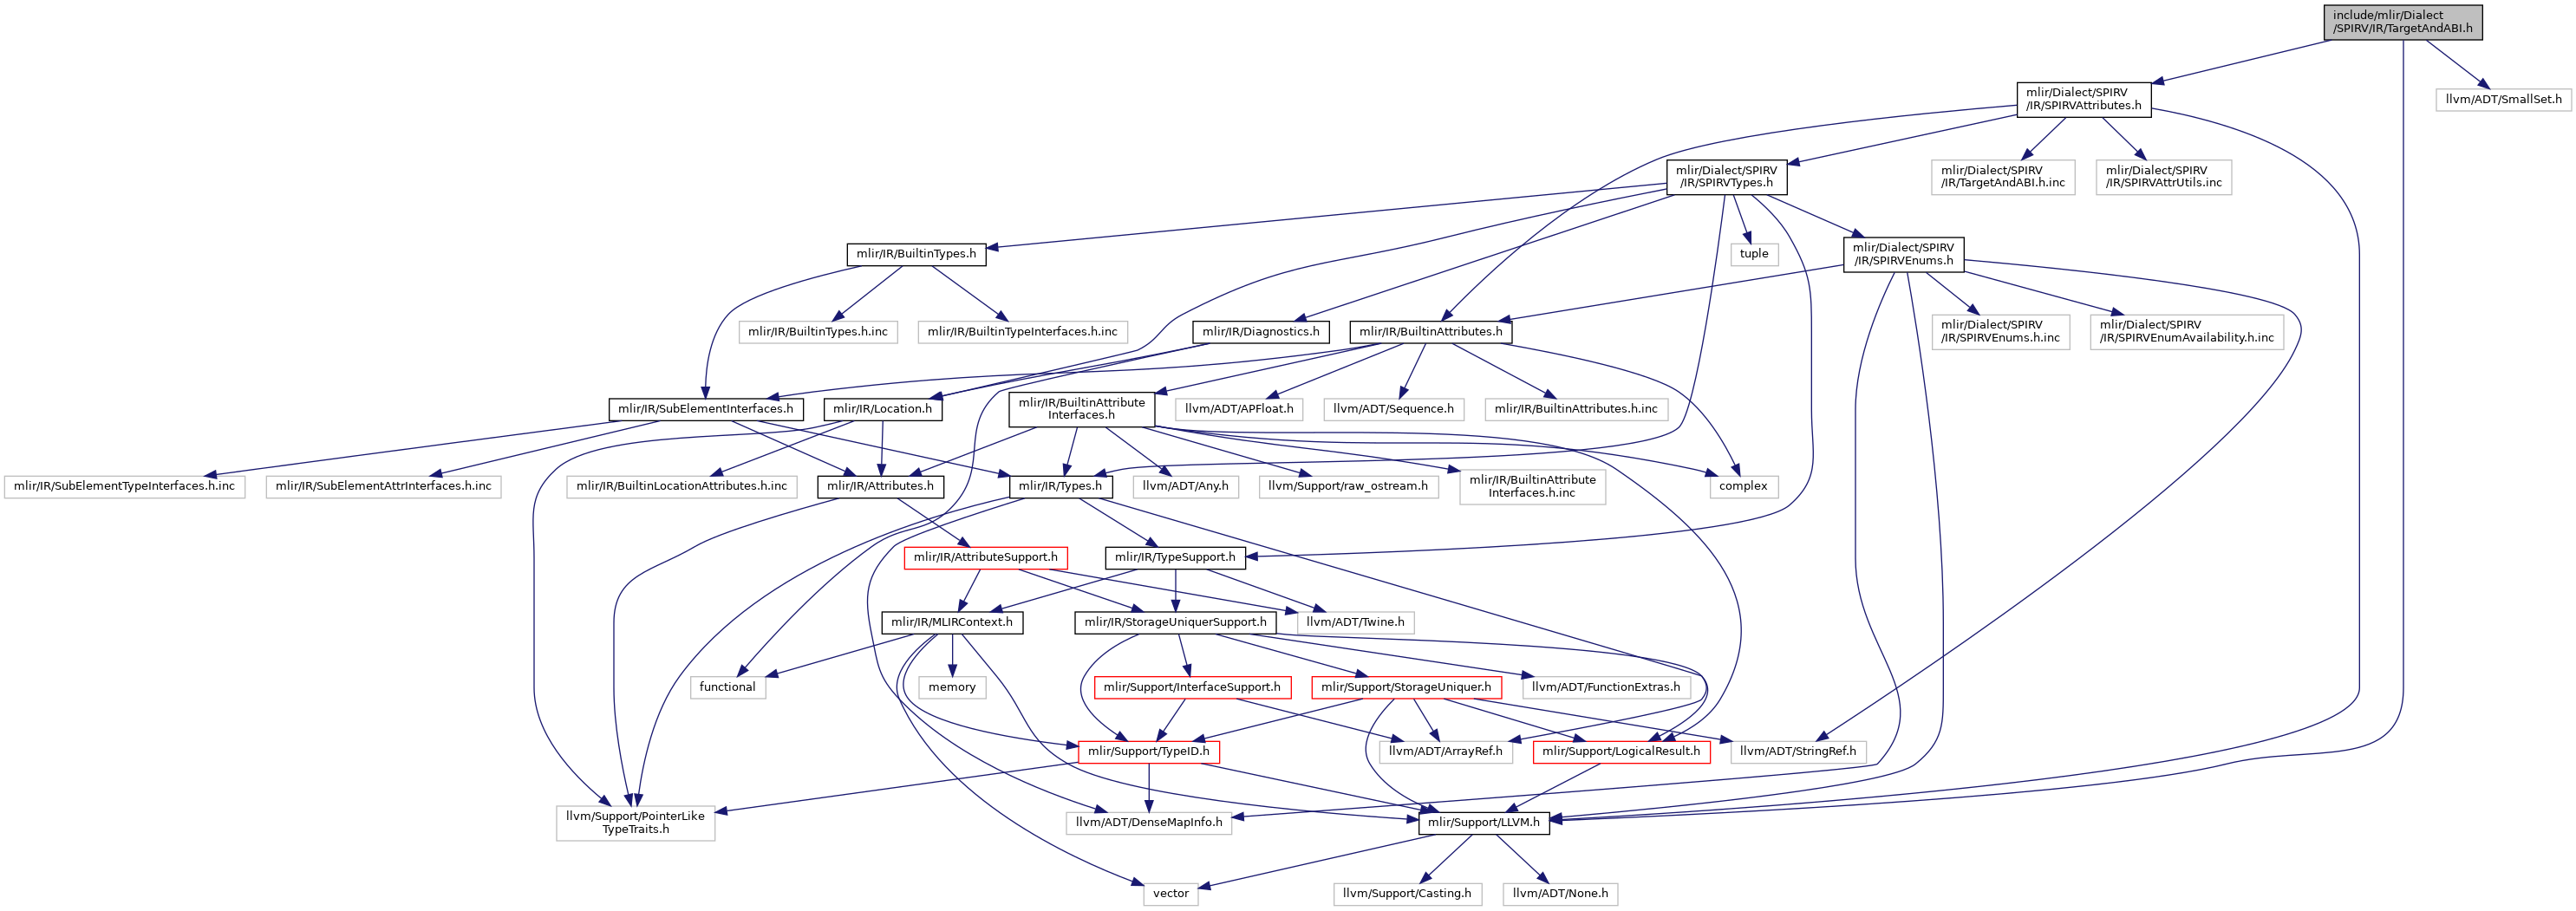 include/mlir/Dialect
/SPIRV/IR/TargetAndABI.h
mlir/Dialect/SPIRV
/IR/SPIRVAttributes.h
llvm/ADT/SmallSet.h
mlir/Dialect/SPIRV
/IR/SPIRVTypes.h
mlir/Dialect/SPIRV
/IR/TargetAndABI.h.inc
mlir/Dialect/SPIRV
/IR/SPIRVAttrUtils.inc
mlir/IR/BuiltinTypes.h
tuple
mlir/Dialect/SPIRV
/IR/SPIRVEnums.h
mlir/IR/BuiltinTypes.h.inc
mlir/IR/BuiltinTypeInterfaces.h.inc
mlir/IR/Diagnostics.h
mlir/IR/BuiltinAttributes.h
mlir/Dialect/SPIRV
/IR/SPIRVEnums.h.inc
mlir/Dialect/SPIRV
/IR/SPIRVEnumAvailability.h.inc
mlir/IR/SubElementInterfaces.h
mlir/IR/Location.h
mlir/IR/BuiltinAttribute
Interfaces.h
llvm/ADT/APFloat.h
llvm/ADT/Sequence.h
mlir/IR/BuiltinAttributes.h.inc
mlir/IR/SubElementTypeInterfaces.h.inc
mlir/IR/SubElementAttrInterfaces.h.inc
mlir/IR/BuiltinLocationAttributes.h.inc
mlir/IR/Attributes.h
mlir/IR/Types.h
llvm/ADT/Any.h
llvm/Support/raw_ostream.h
mlir/IR/BuiltinAttribute
Interfaces.h.inc
complex
mlir/IR/AttributeSupport.h
mlir/IR/TypeSupport.h
mlir/IR/MLIRContext.h
mlir/IR/StorageUniquerSupport.h
llvm/ADT/Twine.h
functional
memory
mlir/Support/InterfaceSupport.h
mlir/Support/StorageUniquer.h
llvm/ADT/FunctionExtras.h
mlir/Support/TypeID.h
llvm/ADT/ArrayRef.h
mlir/Support/LogicalResult.h
llvm/ADT/StringRef.h
llvm/Support/PointerLike
TypeTraits.h
llvm/ADT/DenseMapInfo.h
mlir/Support/LLVM.h
vector
llvm/Support/Casting.h
llvm/ADT/None.h